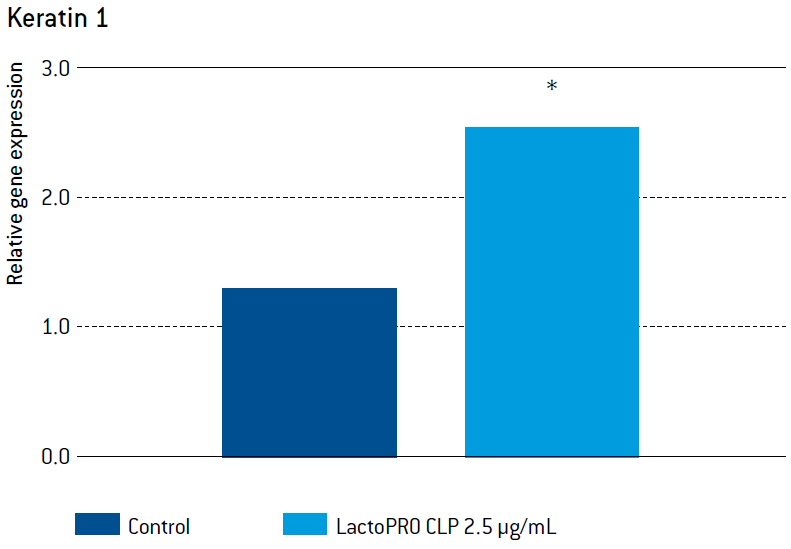 Keratin 1
Relative gene expression
3.0
*
2.0
1.0
0.0
Control
LactoPRO CLP 2.5 µg/mL